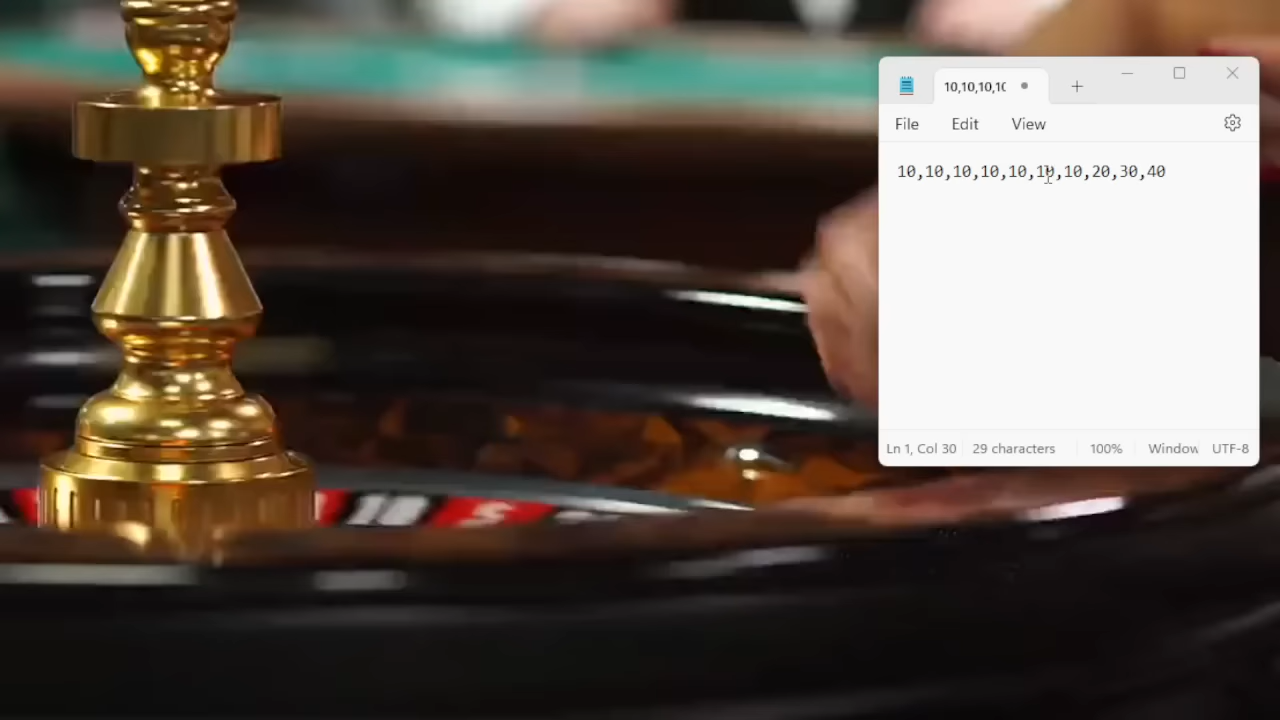 10,10,10,1
File
Edit
View
10,10,10,10,10,10,10,20,30,40
Ln 1, Col 30
29 characters
100%
Window
UTF-8
18
5